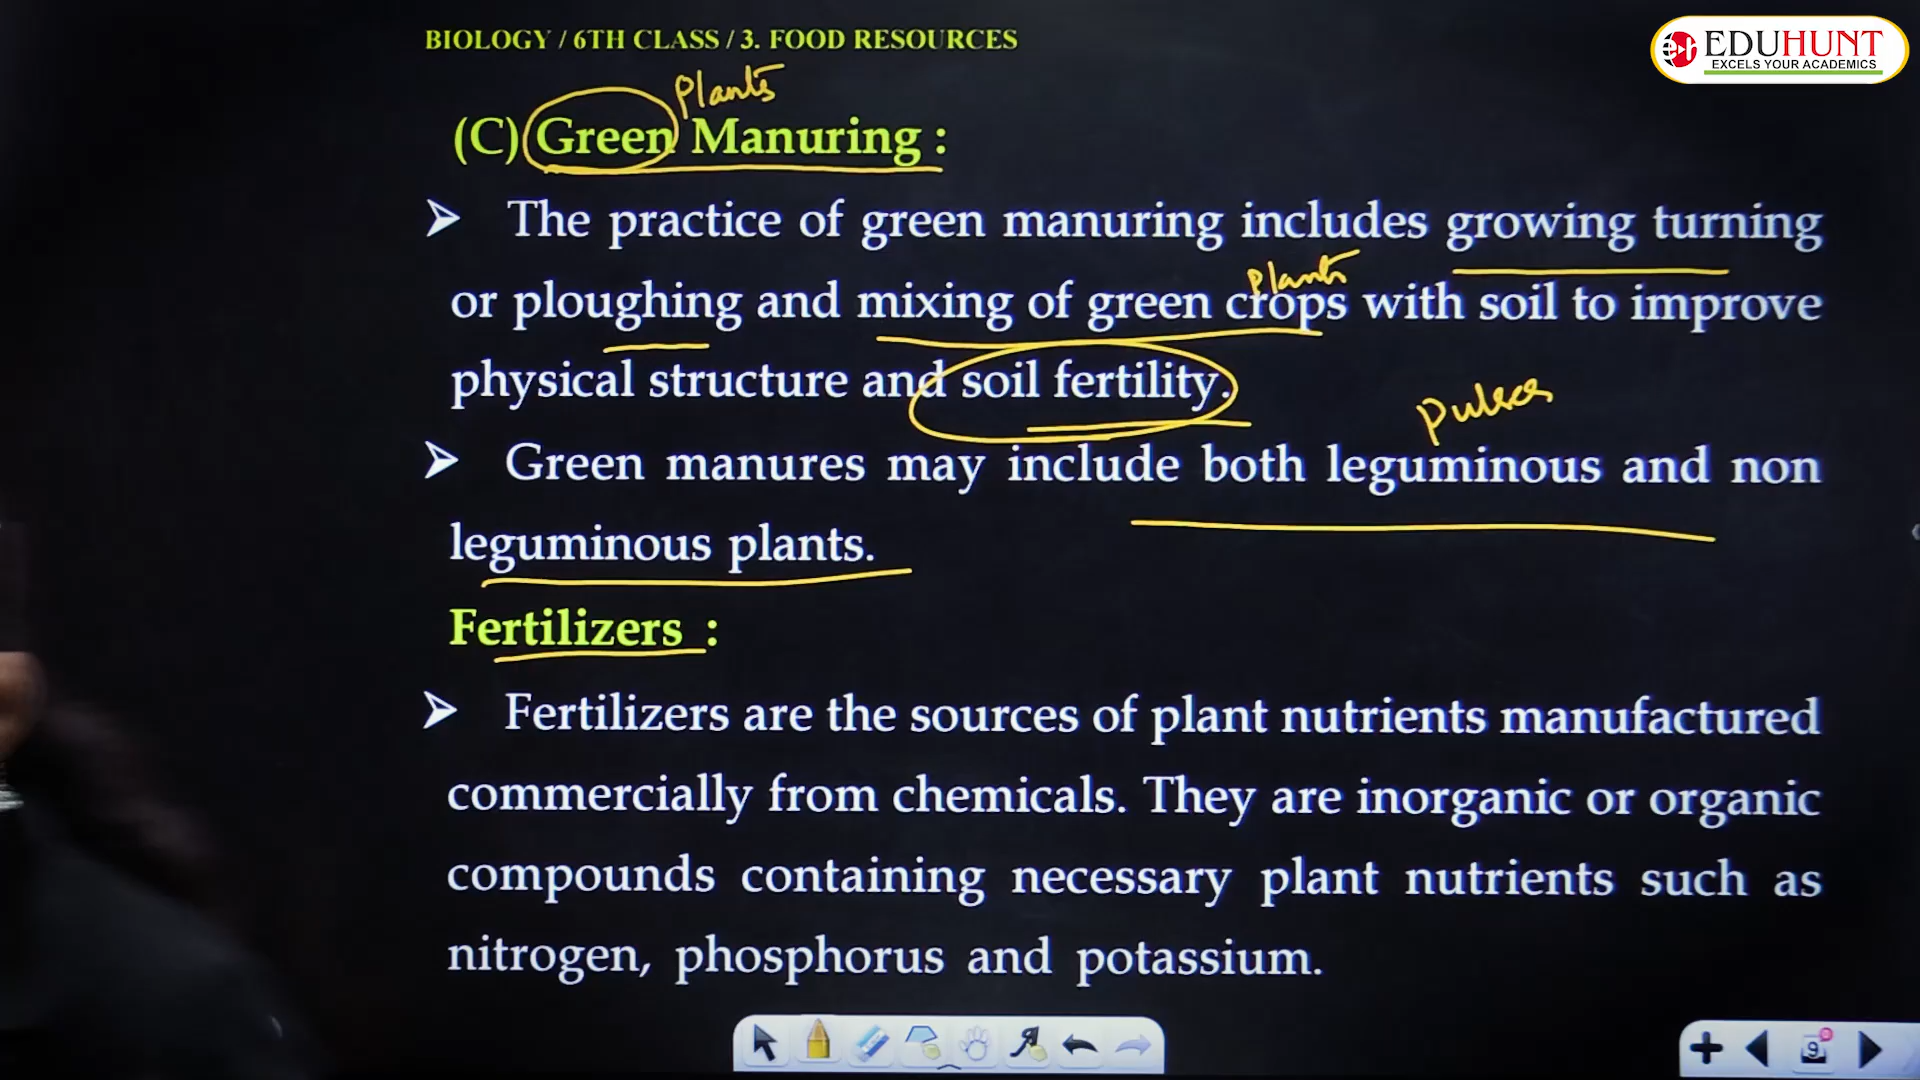 BIOLOGY / 6TH CLASS / 3. FOOD RESOURCES
EDUHUNT
EXCELS YOUR ACADEMICS
plants
(C) Green Manuring :
➤ The practice of green manuring includes growing turning
plants
or ploughing and mixing of green crops with soil to improve
physical structure and soil fertility.
pulses
➤ Green manures may include both leguminous and non
leguminous plants.
Fertilizers :
➤ Fertilizers are the sources of plant nutrients manufactured
commercially from chemicals. They are inorganic or organic
compounds containing necessary plant nutrients such as
nitrogen, phosphorus and potassium.
9